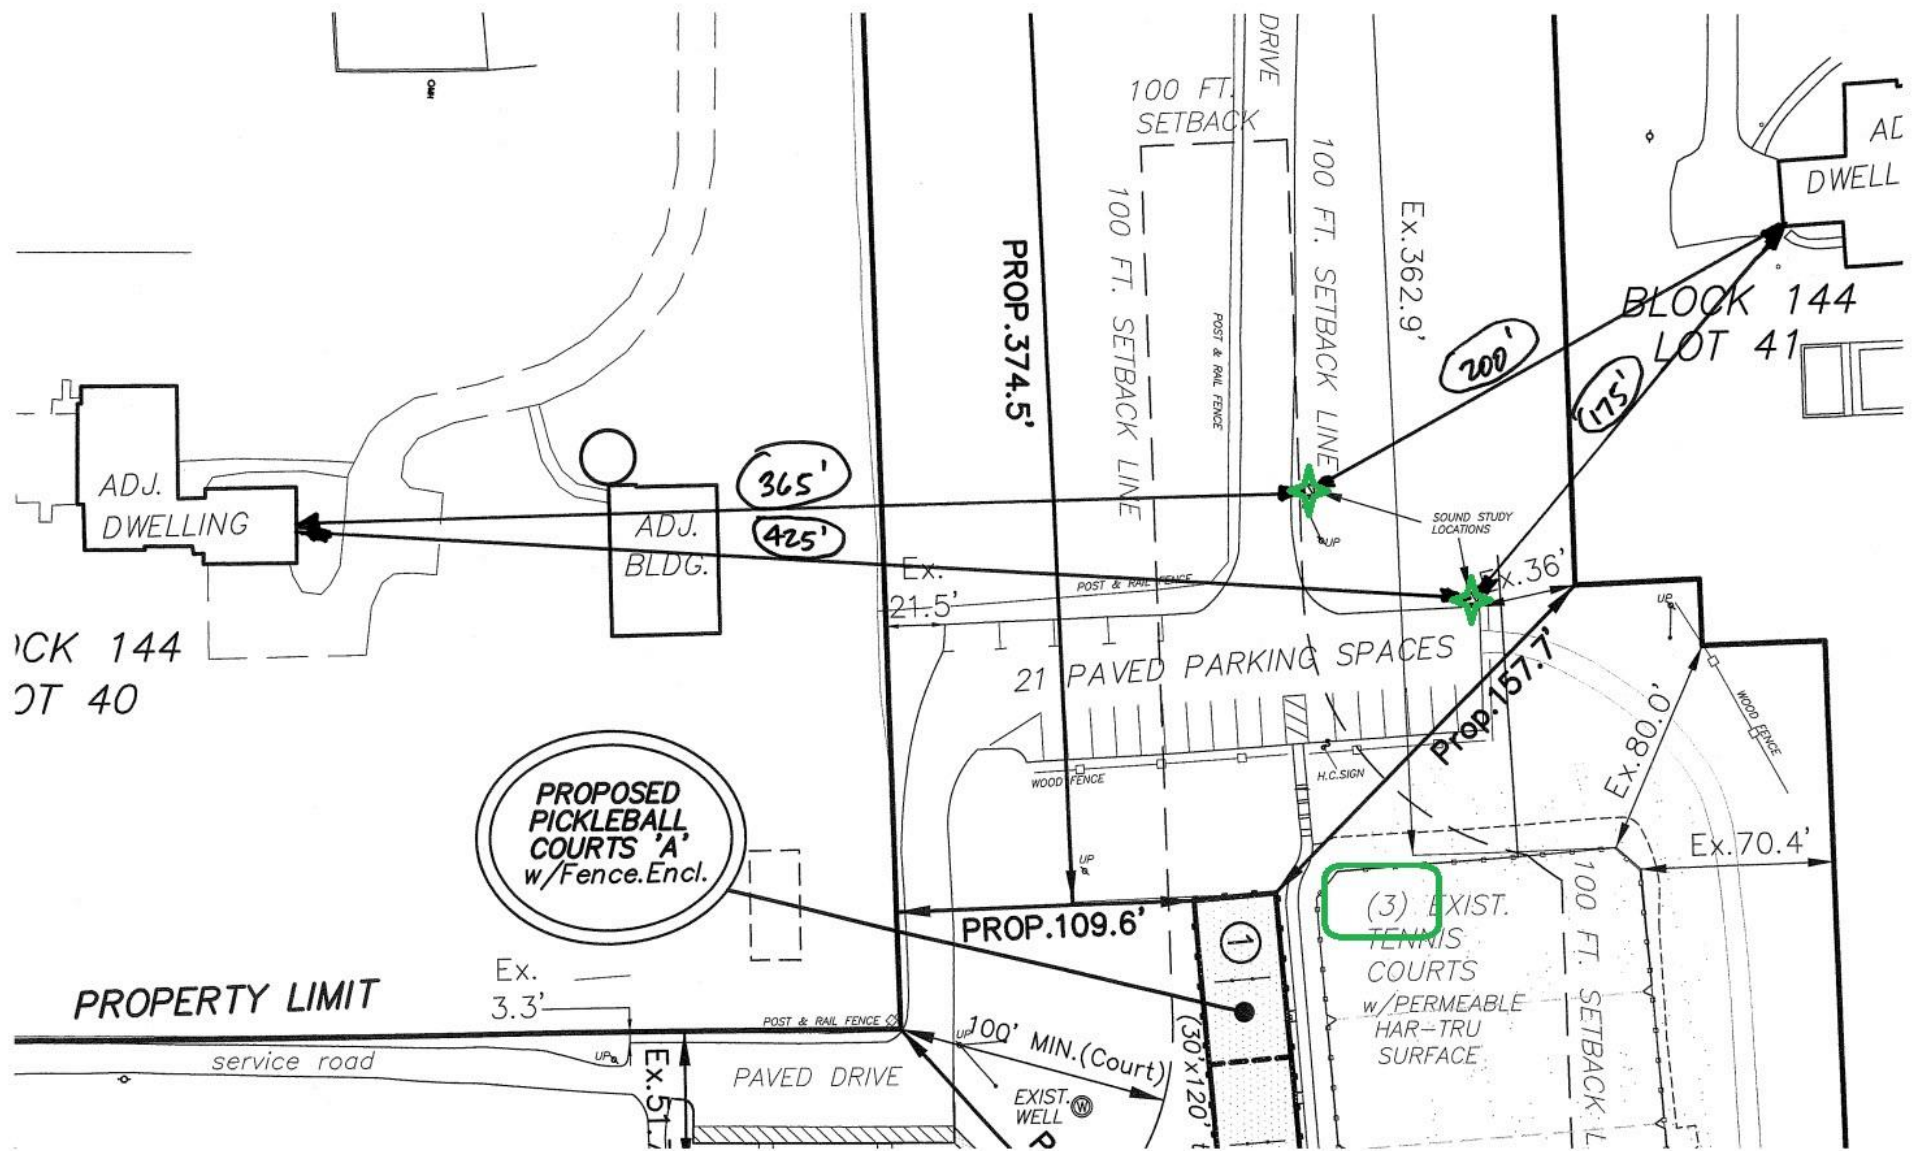 OHW
DRIVE
100 FT.
SETBACK
100 FT. SETBACK LINE
100 FT. SETBACK LINE
Ex.362.9'
PROP.374.5'
POST & RAIL FENCE
DWELL
BLOCK 144
LOT 41
200'
175'
365'
425'
ADJ.
DWELLING
ADJ.
BLDG.
SOUND STUDY
LOCATIONS
UP
Ex.
21.5'
POST & RAIL FENCE
Ex.36'
UP
OCK 144
OT 40
21 PAVED PARKING SPACES
Prop.157.7'
Ex.80.0'
WOOD FENCE
PROPOSED
PICKLEBALL
COURTS 'A'
w/Fence.Encl.
WOOD FENCE
H.C.SIGN
UP
Ex.70.4'
PROP.109.6'
1
(3) EXIST.
TENNIS
COURTS
w/PERMEABLE
HAR-TRU
SURFACE
100 FT. SETBACK L
PROPERTY LIMIT
Ex.
3.3'
POST & RAIL FENCE
UP
100' MIN.(Court)
(30'x120'
service road
UP
Ex.51.
PAVED DRIVE
EXIST.
WELL
W